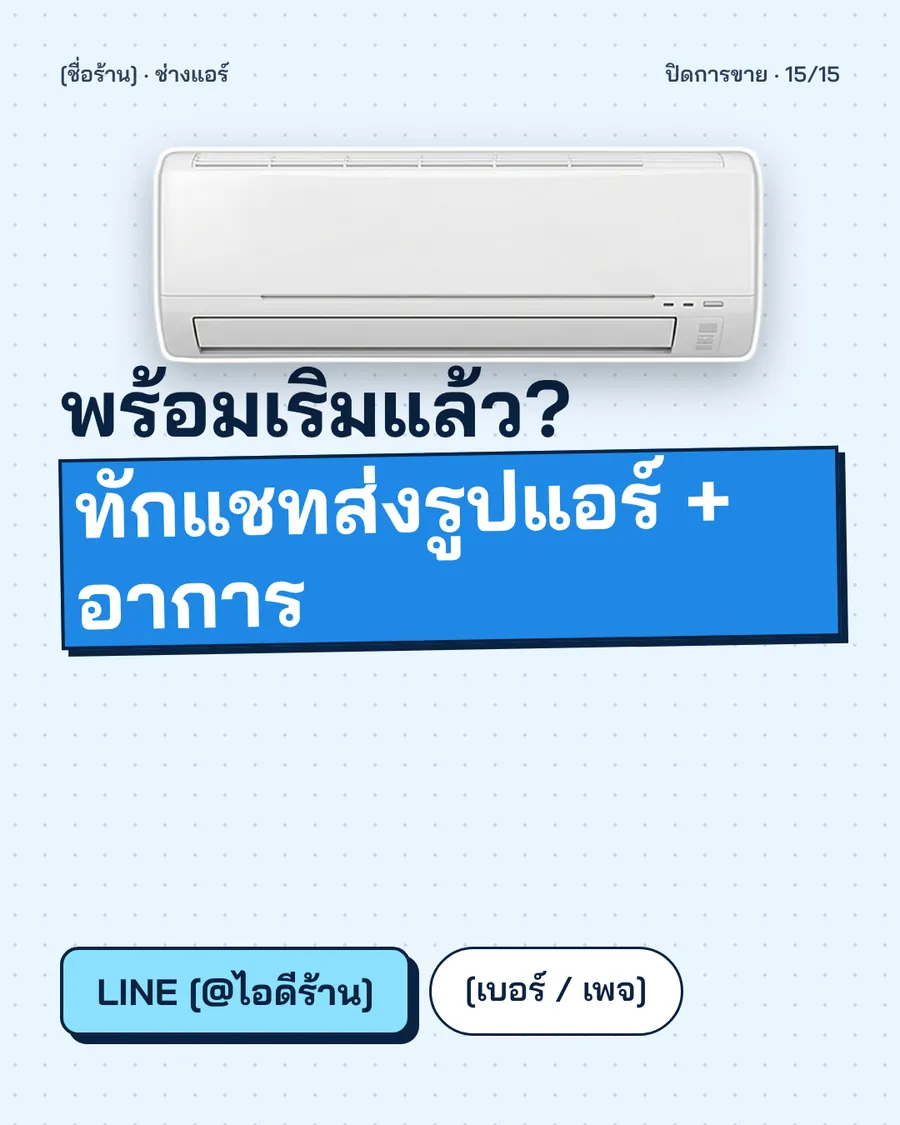 [ชื่อร้าน] · ช่างแอร์
ปิดการขาย · 15/15
พร้อมเริ่มแล้ว?
ทักแชทส่งรูปแอร์ +
อาการ
LINE [@ไอดีร้าน]
[เบอร์ / เพจ]